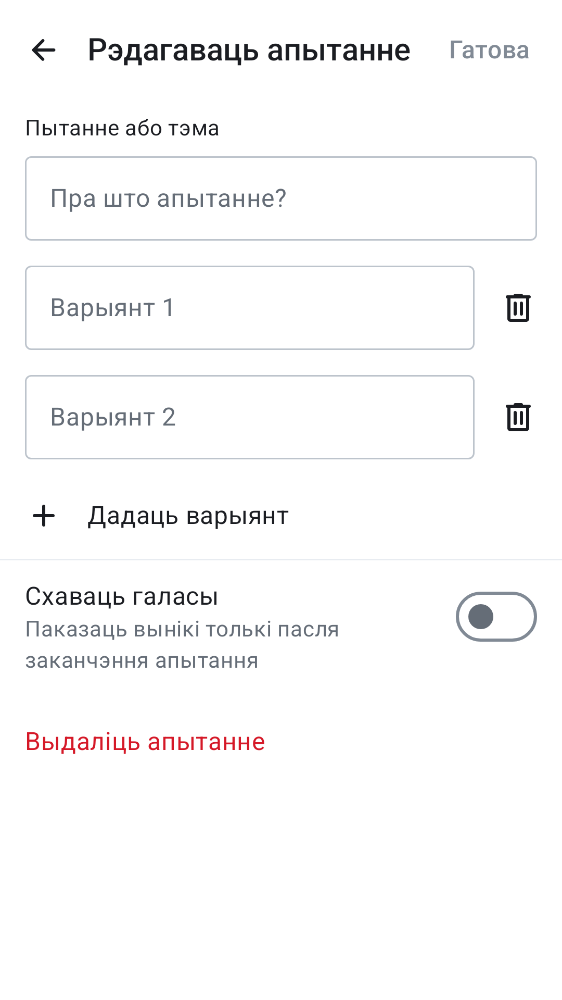 Рэдагаваць апытанне Гатова
Пытанне або тэма
Пра што апытанне?
Варыянт 1
Варыянт 2
Дадаць варыянт
Схаваць галасы
Паказаць вынікі толькі пасля
заканчэння апытання
Выдаліць апытанне